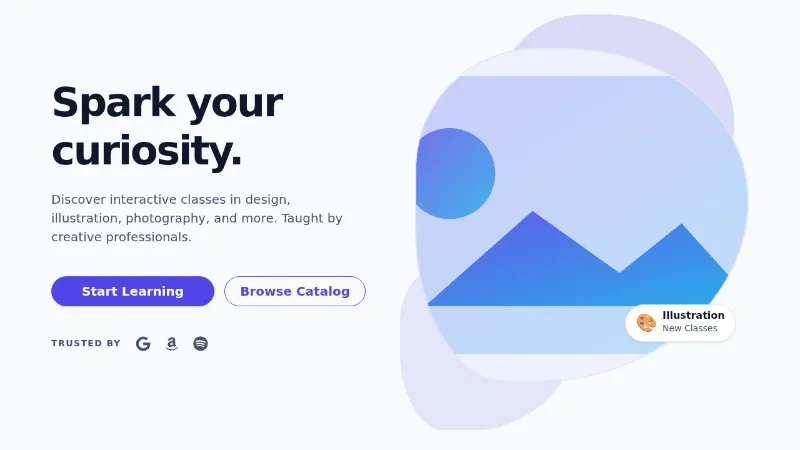 Spark your
curiosity.
Discover interactive classes in design,
illustration, photography, and more. Taught by
creative professionals.
Start Learning
Browse Catalog
TRUSTED BY
Illustration
New Classes